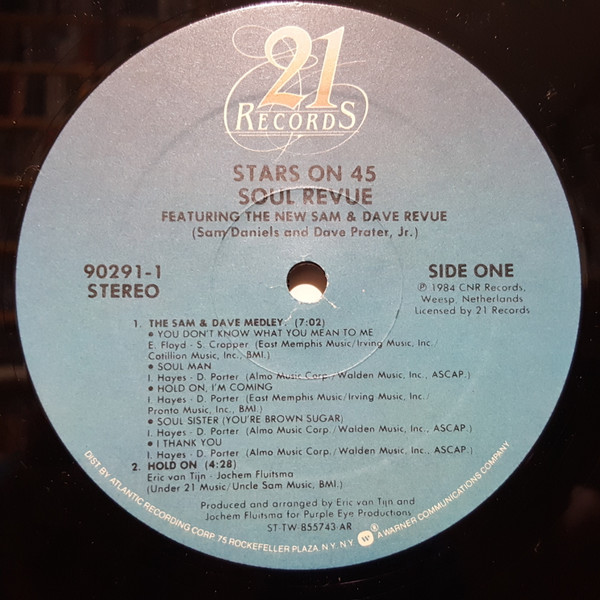 21
RECORDS
STARS ON 45
SOUL REVUE
FEATURING THE NEW SAM & DAVE REVUE
(Sam Daniels and Dave Prater, Jr.)
90291-1
STEREO
SIDE ONE
℗ 1984 CNR Records,
Weesp, Netherlands
Licensed by 21 Records
1. THE SAM & DAVE MEDLEY: (7:02)
• YOU DON'T KNOW WHAT YOU MEAN TO ME
E. Floyd - S. Cropper (East Memphis Music/Irving Music, Inc./
Cotillion Music, Inc., BMI.)
• SOUL MAN
I. Hayes - D. Porter (Almo Music Corp./Walden Music, Inc., ASCAP.)
• HOLD ON, I'M COMING
I. Hayes - D. Porter (East Memphis Music/Irving Music, Inc./
Pronto Music, Inc., BMI.)
• SOUL SISTER (YOU'RE BROWN SUGAR)
I. Hayes - D. Porter (Almo Music Corp./Walden Music, Inc., ASCAP.)
• I THANK YOU
I. Hayes - D. Porter (Almo Music Corp./Walden Music, Inc., ASCAP.)
2. HOLD ON (4:28)
Eric van Tijn - Jochem Fluitsma
(Under 21 Music/Uncle Sam Music, BMI.)
Produced and arranged by Eric van Tijn and
Jochem Fluitsma for Purple Eye Productions
ST-TW-855743-AR
DIST. BY ATLANTIC RECORDING CORP. 75 ROCKEFELLER PLAZA, N.Y. N.Y. W ® A WARNER COMMUNICATIONS COMPANY